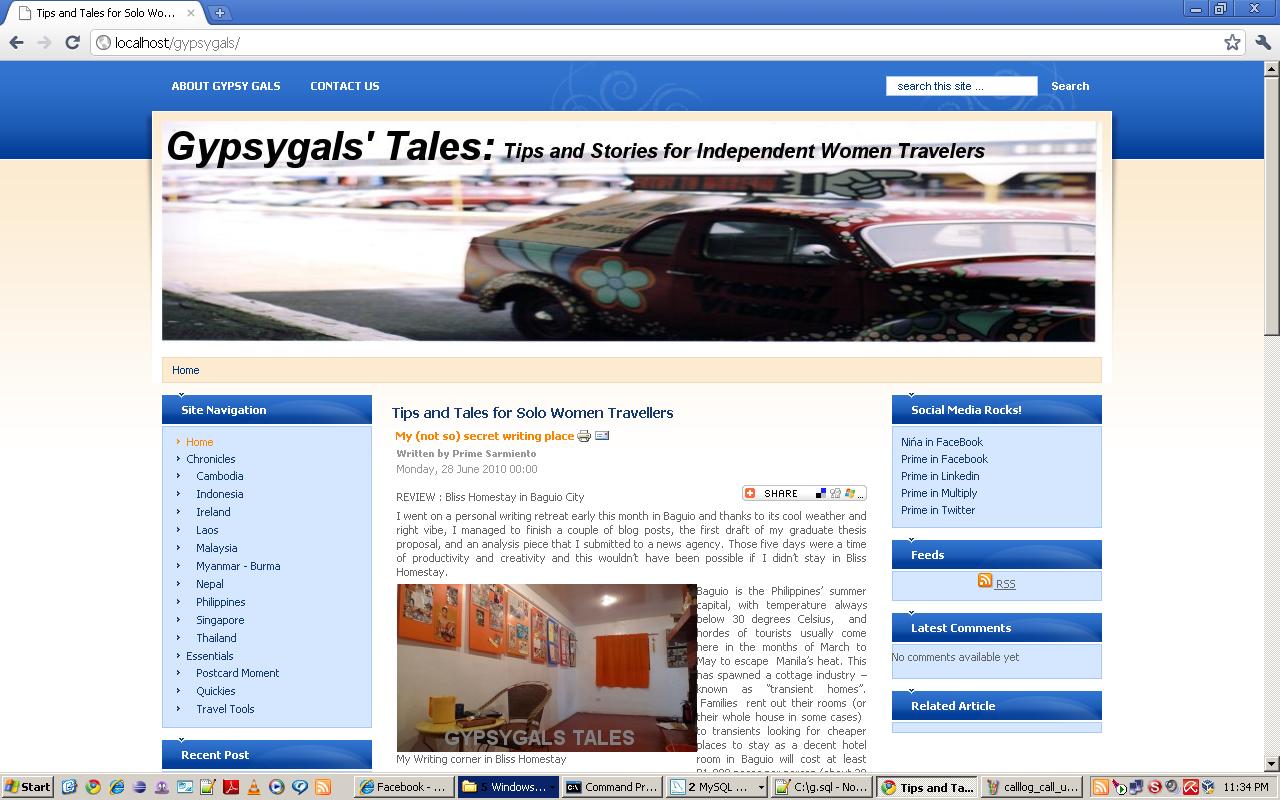 Tips and Tales for Solo Wo...
localhost/gypsygals/
ABOUT GYPSY GALS CONTACT US
search this site ... Search
Gypsygals' Tales: Tips and Stories for Independent Women Travelers
Vroom?
Vroom?
Home
Site Navigation
Home
Chronicles
Cambodia
Indonesia
Ireland
Laos
Malaysia
Myanmar - Burma
Nepal
Philippines
Singapore
Thailand
Essentials
Postcard Moment
Quickies
Travel Tools
Recent Post
Tips and Tales for Solo Women Travellers
My (not so) secret writing place
Written by Prime Sarmiento
Monday, 28 June 2010 00:00
SHARE
REVIEW : Bliss Homestay in Baguio City
I went on a personal writing retreat early this month in Baguio and thanks to its cool weather and
right vibe, I managed to finish a couple of blog posts, the first draft of my graduate thesis
proposal, and an analysis piece that I submitted to a news agency. Those five days were a time
of productivity and creativity and this wouldn't have been possible if I didn't stay in Bliss
Homestay.
GYPSYGALS TALES
My Writing corner in Bliss Homestay
Baguio is the Philippines' summer
capital, with temperature always
below 30 degrees Celsius, and
hordes of tourists usually come
here in the months of March to
May to escape Manila's heat. This
has spawned a cottage industry –
known as "transient homes".
Families rent out their rooms (or
their whole house in some cases)
to transients looking for cheaper
places to stay as a decent hotel
room in Baguio will cost at least
Social Media Rocks!
Nińa in FaceBook
Prime in Facebook
Prime in Linkedin
Prime in Multiply
Prime in Twitter
Feeds
RSS
Latest Comments
No comments available yet
Related Article
Start
Facebook - ...
5 Windows...
Command Pr...
2 MySQL ...
C:\g.sql - No...
Tips and Ta...
calllog_call_u...
11:34 PM